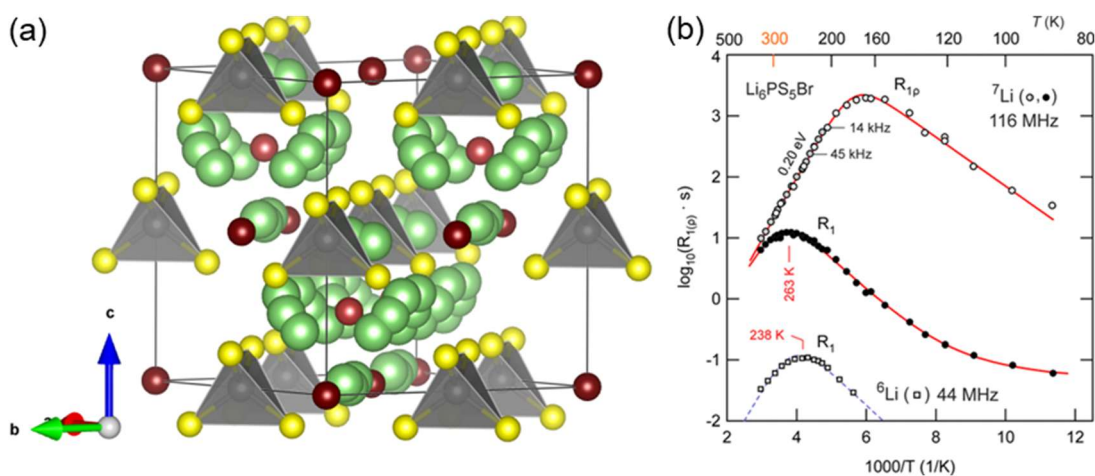 (a)
c
b
a
(b)
T (K)
500 300 200 160 120 100 80
Li₆PS₅Br
R₁ρ
⁷Li (○,●)
116 MHz
14 kHz
45 kHz
0.20 eV
R₁
263 K
238 K
R₁
⁶Li (□) 44 MHz
log₁₀(R₁(ρ) · s)
4
3
2
1
0
-1
-2
2 4 6 8 10 12
1000/T (1/K)